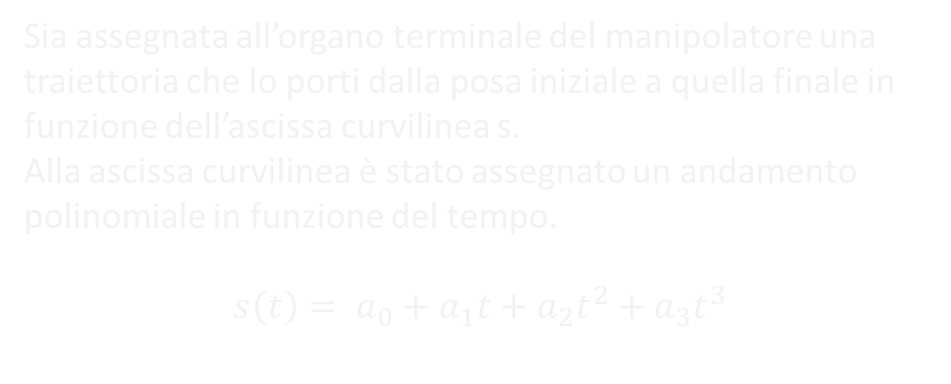 Sia assegnata all’organo terminale del manipolatore una
traiettoria che lo porti dalla posa iniziale a quella finale in
funzione dell’ascissa curvilinea s.
Alla ascissa curvilinea è stato assegnato un andamento
polinomiale in funzione del tempo.
s(t) = a₀ + a₁t + a₂t² + a₃t³